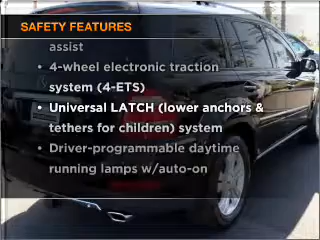 SAFETY FEATURES
assist
• 4-wheel electronic traction
system (4-ETS)
• Universal LATCH (lower anchors &
tethers for children) system
• Driver-programmable daytime
running lamps w/auto-on